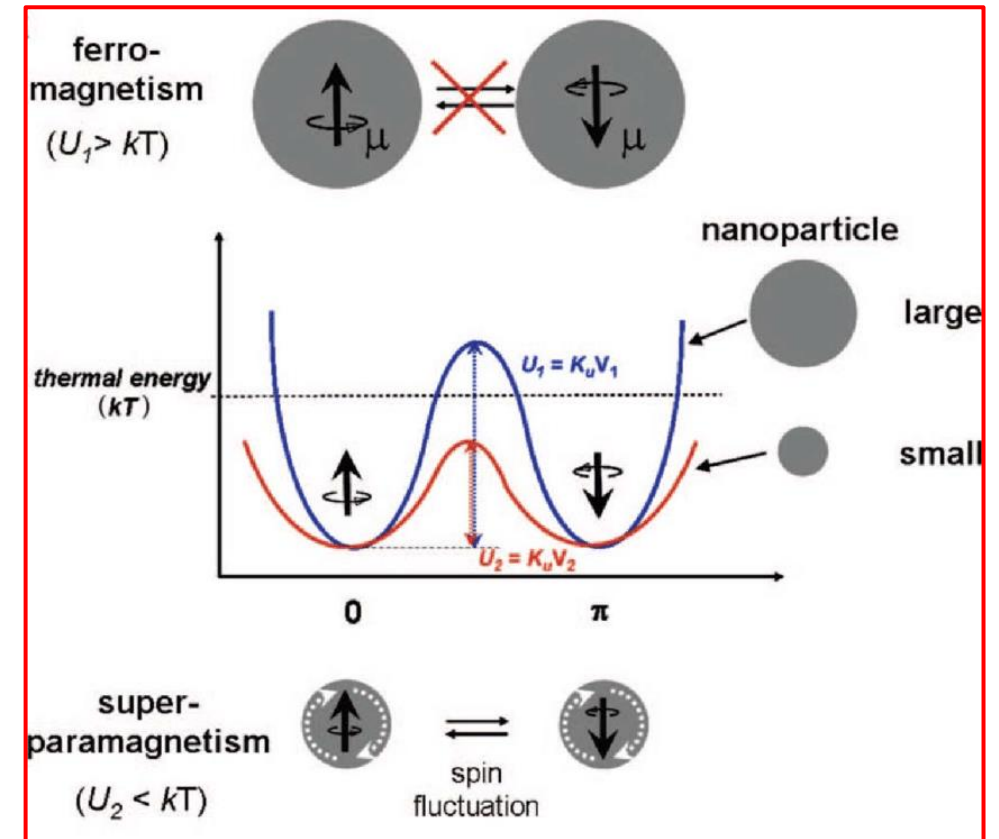 ferro-
magnetism
(U₁> kT)
μ
μ
nanoparticle
large
thermal energy
(kT)
U₁ = KᵤV₁
small
U₂ = KᵤV₂
0
π
super-
paramagnetism
(U₂ < kT)
spin
fluctuation